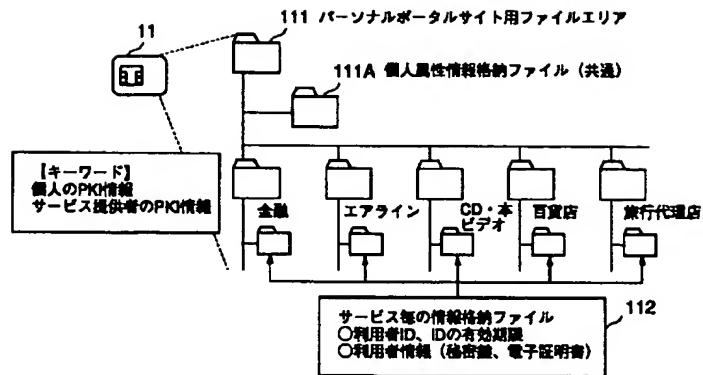 11
111 パーソナルポータルサイト用ファイルエリア
111A 個人属性情報格納ファイル（共通）
【キーワード】
個人のPKI情報
サービス提供者のPKI情報
金融
エアライン
CD・本
ビデオ
百貨店
旅行代理店
112
サービス毎の情報格納ファイル
○利用者ID、IDの有効期限
○利用者情報（秘密鍵、電子証明書）